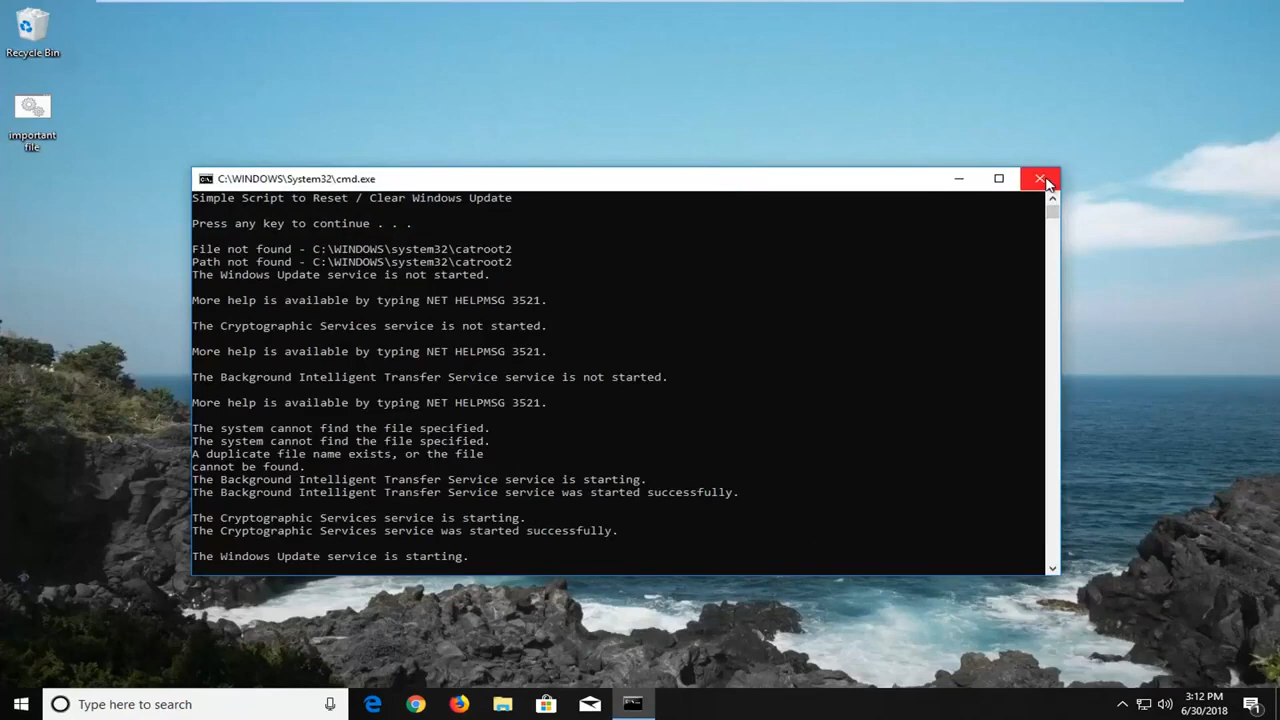 Recycle Bin
important
file
C:\WINDOWS\System32\cmd.exe
Simple Script to Reset / Clear Windows Update
Press any key to continue . . .
File not found - C:\WINDOWS\system32\catroot2
Path not found - C:\WINDOWS\system32\catroot2
The Windows Update service is not started.
More help is available by typing NET HELPMSG 3521.
The Cryptographic Services service is not started.
More help is available by typing NET HELPMSG 3521.
The Background Intelligent Transfer Service service is not started.
More help is available by typing NET HELPMSG 3521.
The system cannot find the file specified.
The system cannot find the file specified.
A duplicate file name exists, or the file
cannot be found.
The Background Intelligent Transfer Service service is starting.
The Background Intelligent Transfer Service service was started successfully.
The Cryptographic Services service is starting.
The Cryptographic Services service was started successfully.
The Windows Update service is starting.
Type here to search
3:12 PM
6/30/2018
1